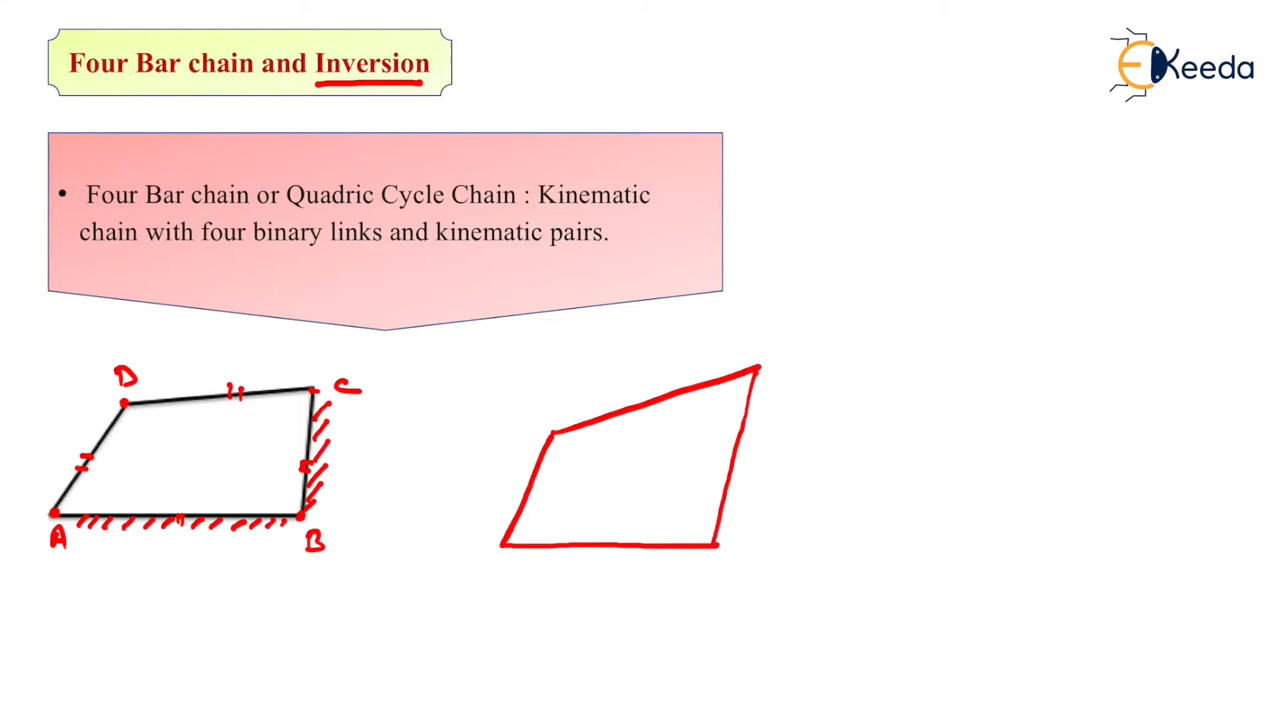 Four Bar chain and Inversion
EKeeda
• Four Bar chain or Quadric Cycle Chain : Kinematic
chain with four binary links and kinematic pairs.
D
C
A
B